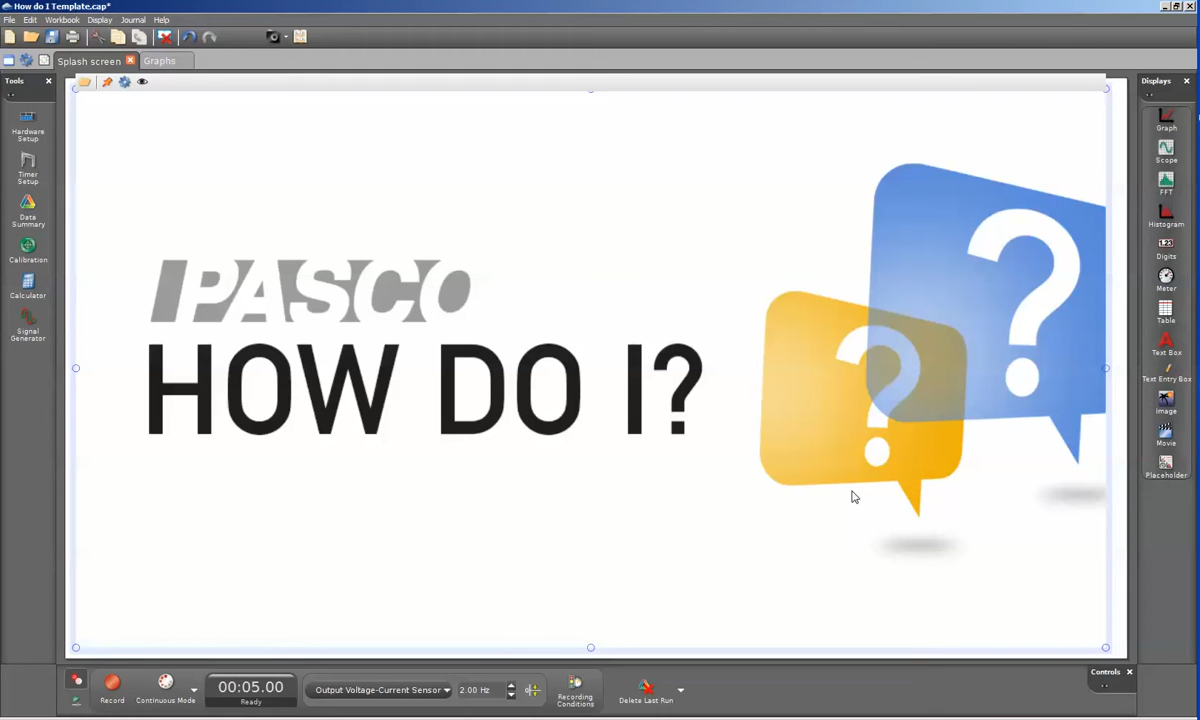 How do I Template.cap*
File Edit Workbook Display Journal Help
Splash screen Graphs
Tools
Hardware Setup
Timer Setup
Data Summary
Calibration
Calculator
Signal Generator
PASCO
HOW DO I?
? ?
Displays
Graph
Scope
FFT
Histogram
Digits
Meter
Table
Text Box
Text Entry Box
Image
Movie
Placeholder
Record
Continuous Mode
00:05.00
Ready
Output Voltage-Current Sensor
2.00 Hz
Recording Conditions
Delete Last Run
Controls